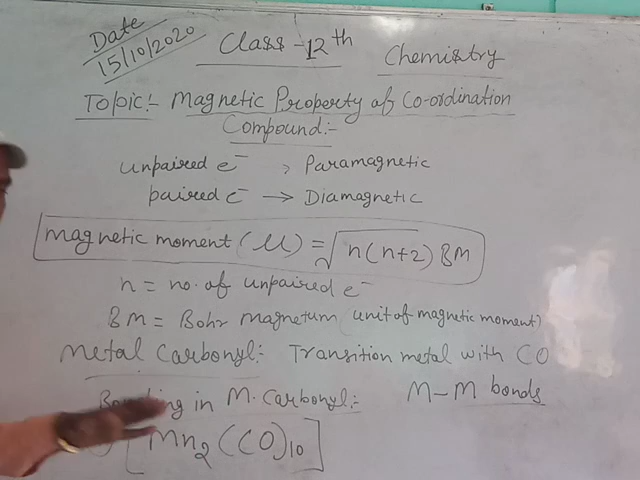 Date
15/10/2020
Class - 12th
Chemistry
Topic:- Magnetic Property of Co-ordination
Compound:-
unpaired e⁻ , Paramagnetic
paired e⁻ → Diamagnetic
magnetic moment (μ) = √n(n+2) BM
n = no. of unpaired e⁻
BM = Bohr Magnetum (unit of magnetic moment)
Metal Carbonyl:- Transition metal with CO
in M. Carbonyl:- M-M bonds
[Mn₂(CO)₁₀]